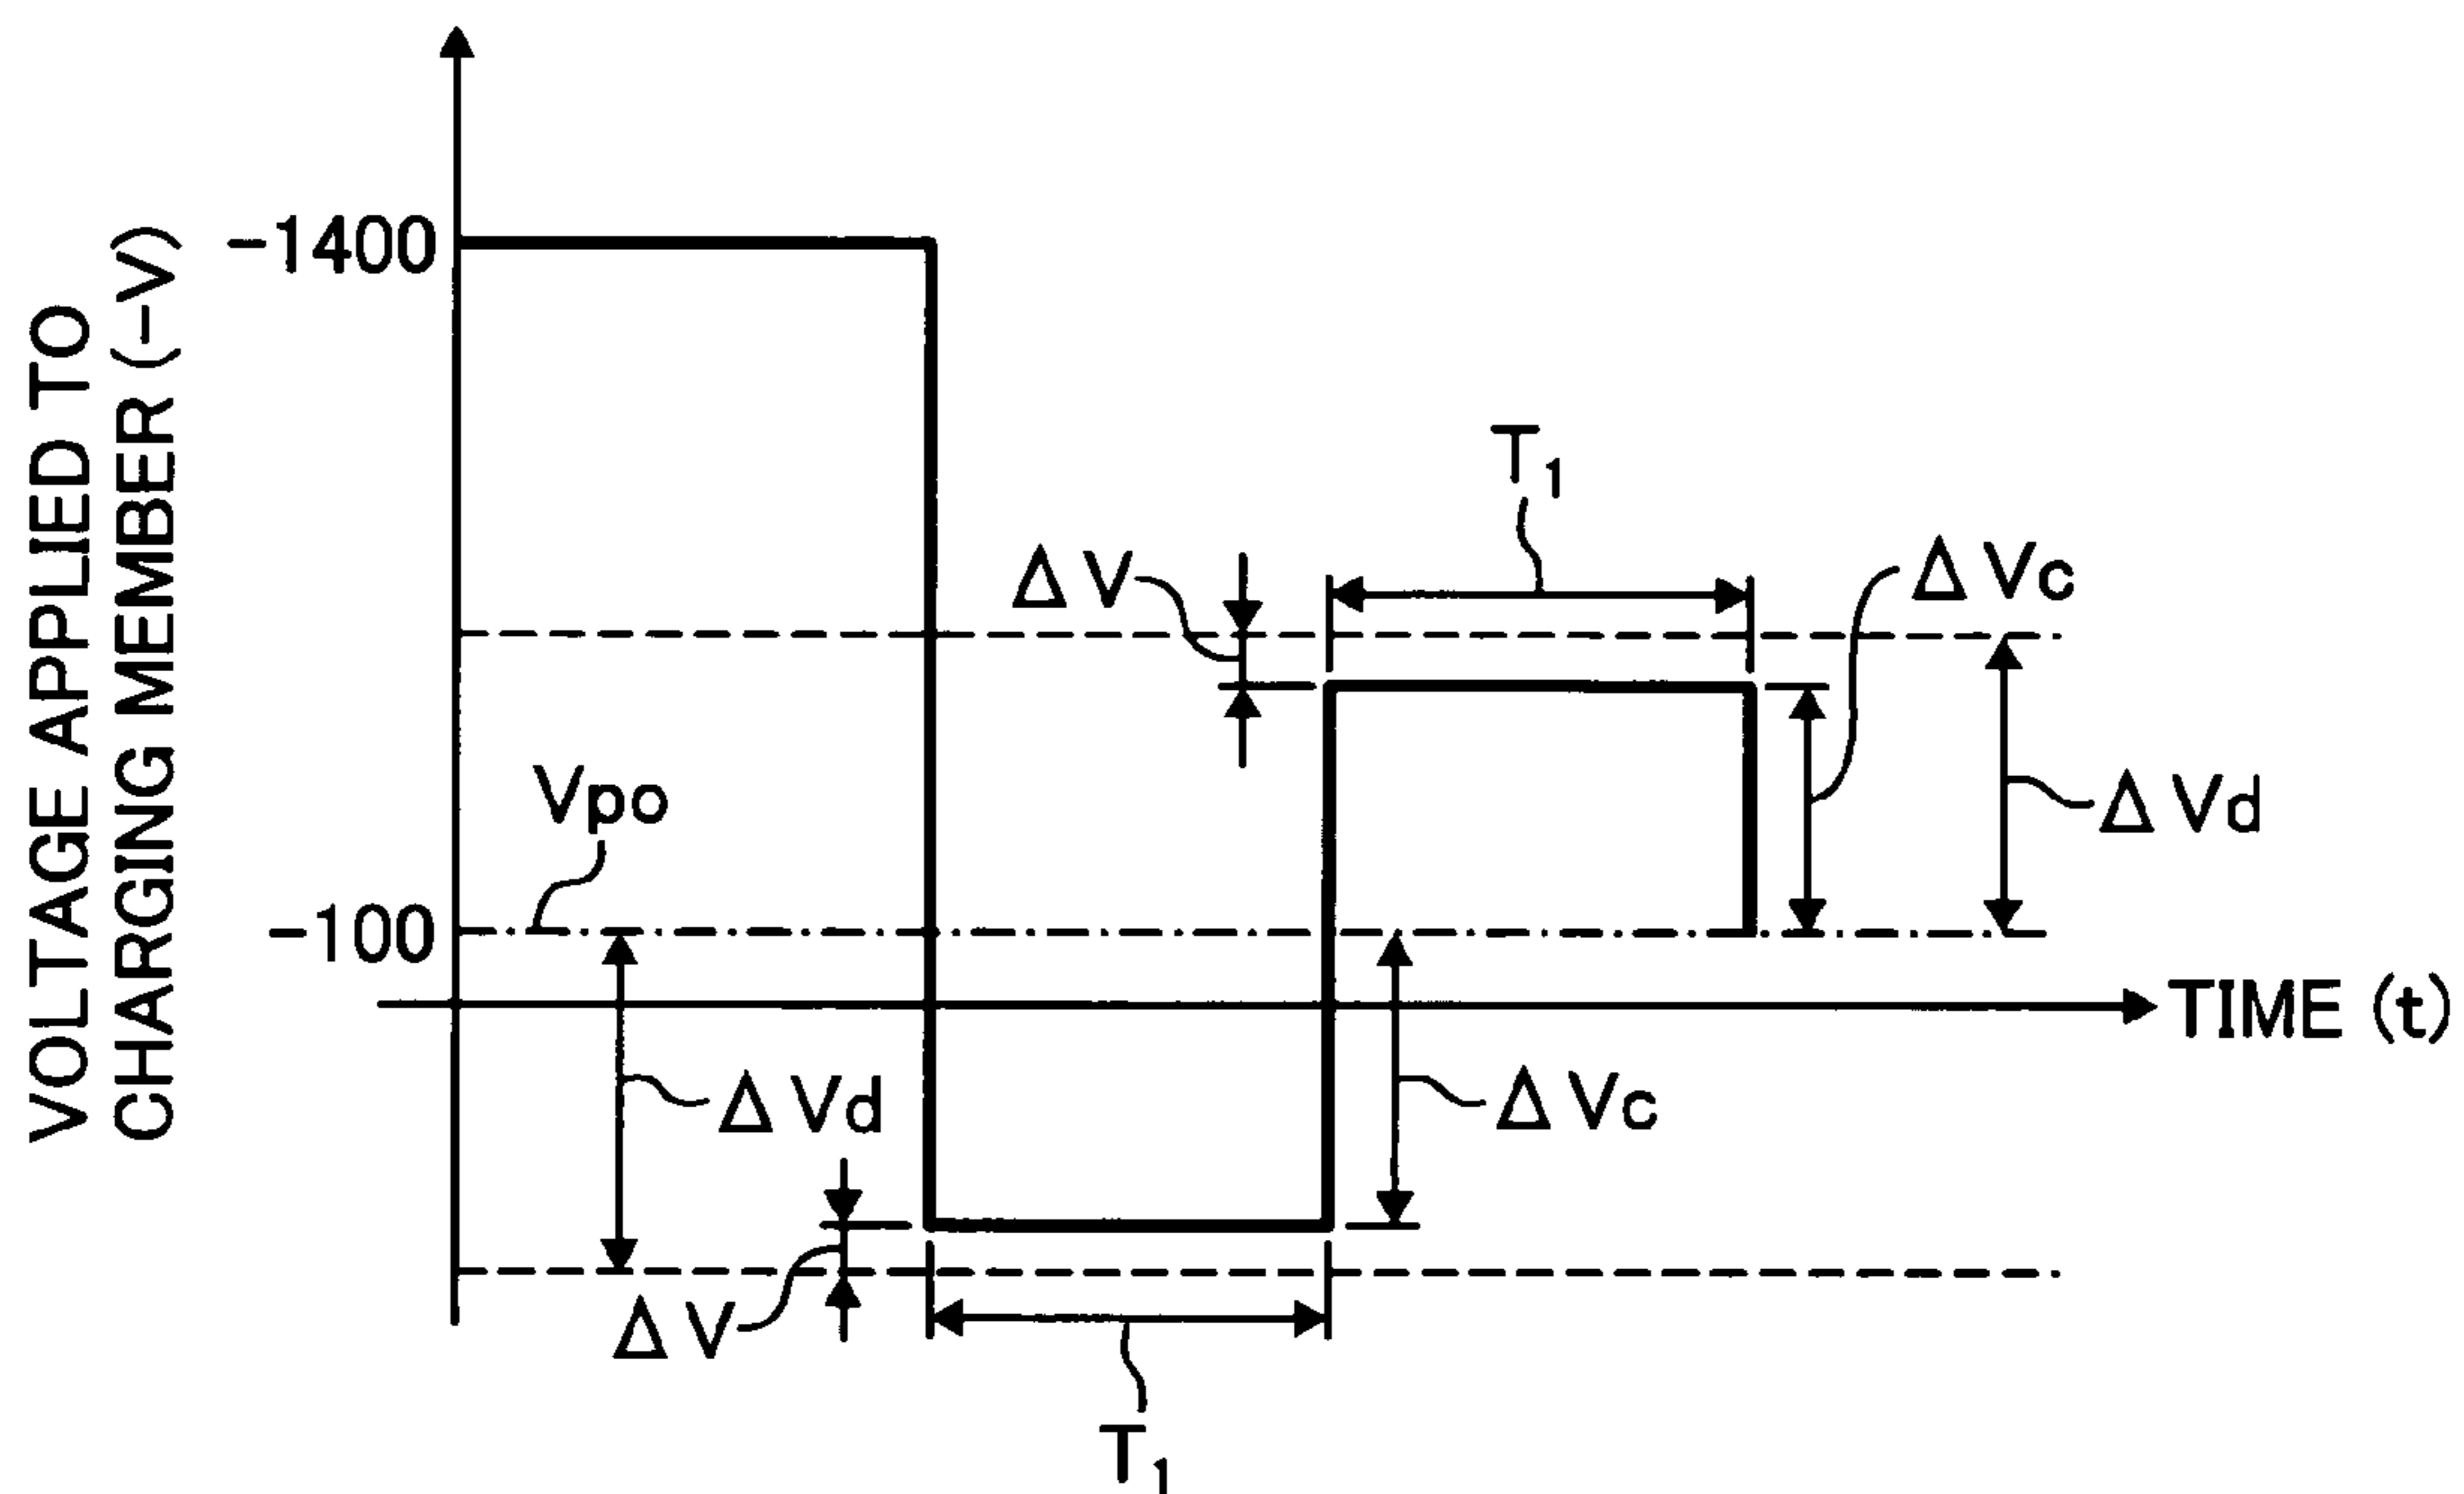 VOLTAGE APPLIED TO
CHARGING MEMBER (-V)
-1400
T1
ΔV
ΔVc
Vpo
ΔVd
-100
TIME (t)
ΔVd
ΔVc
ΔV
T1